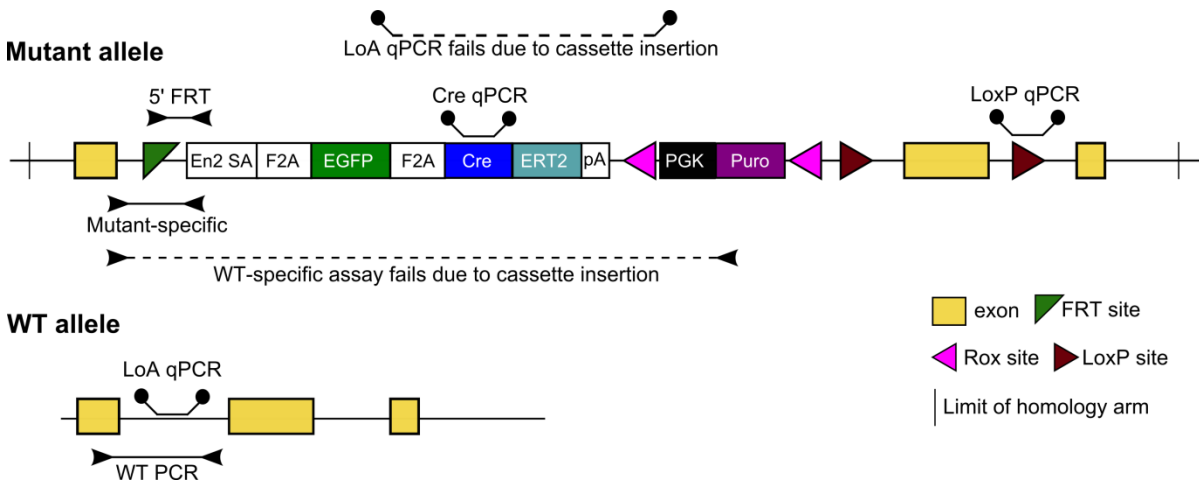 LoA qPCR fails due to cassette insertion
Mutant allele
5' FRT
Cre qPCR
LoxP qPCR
En2 SA F2A EGFP F2A Cre ERT2 pA PGK Puro
Mutant-specific
WT-specific assay fails due to cassette insertion
WT allele
LoA qPCR
WT PCR
exon FRT site
Rox site LoxP site
Limit of homology arm